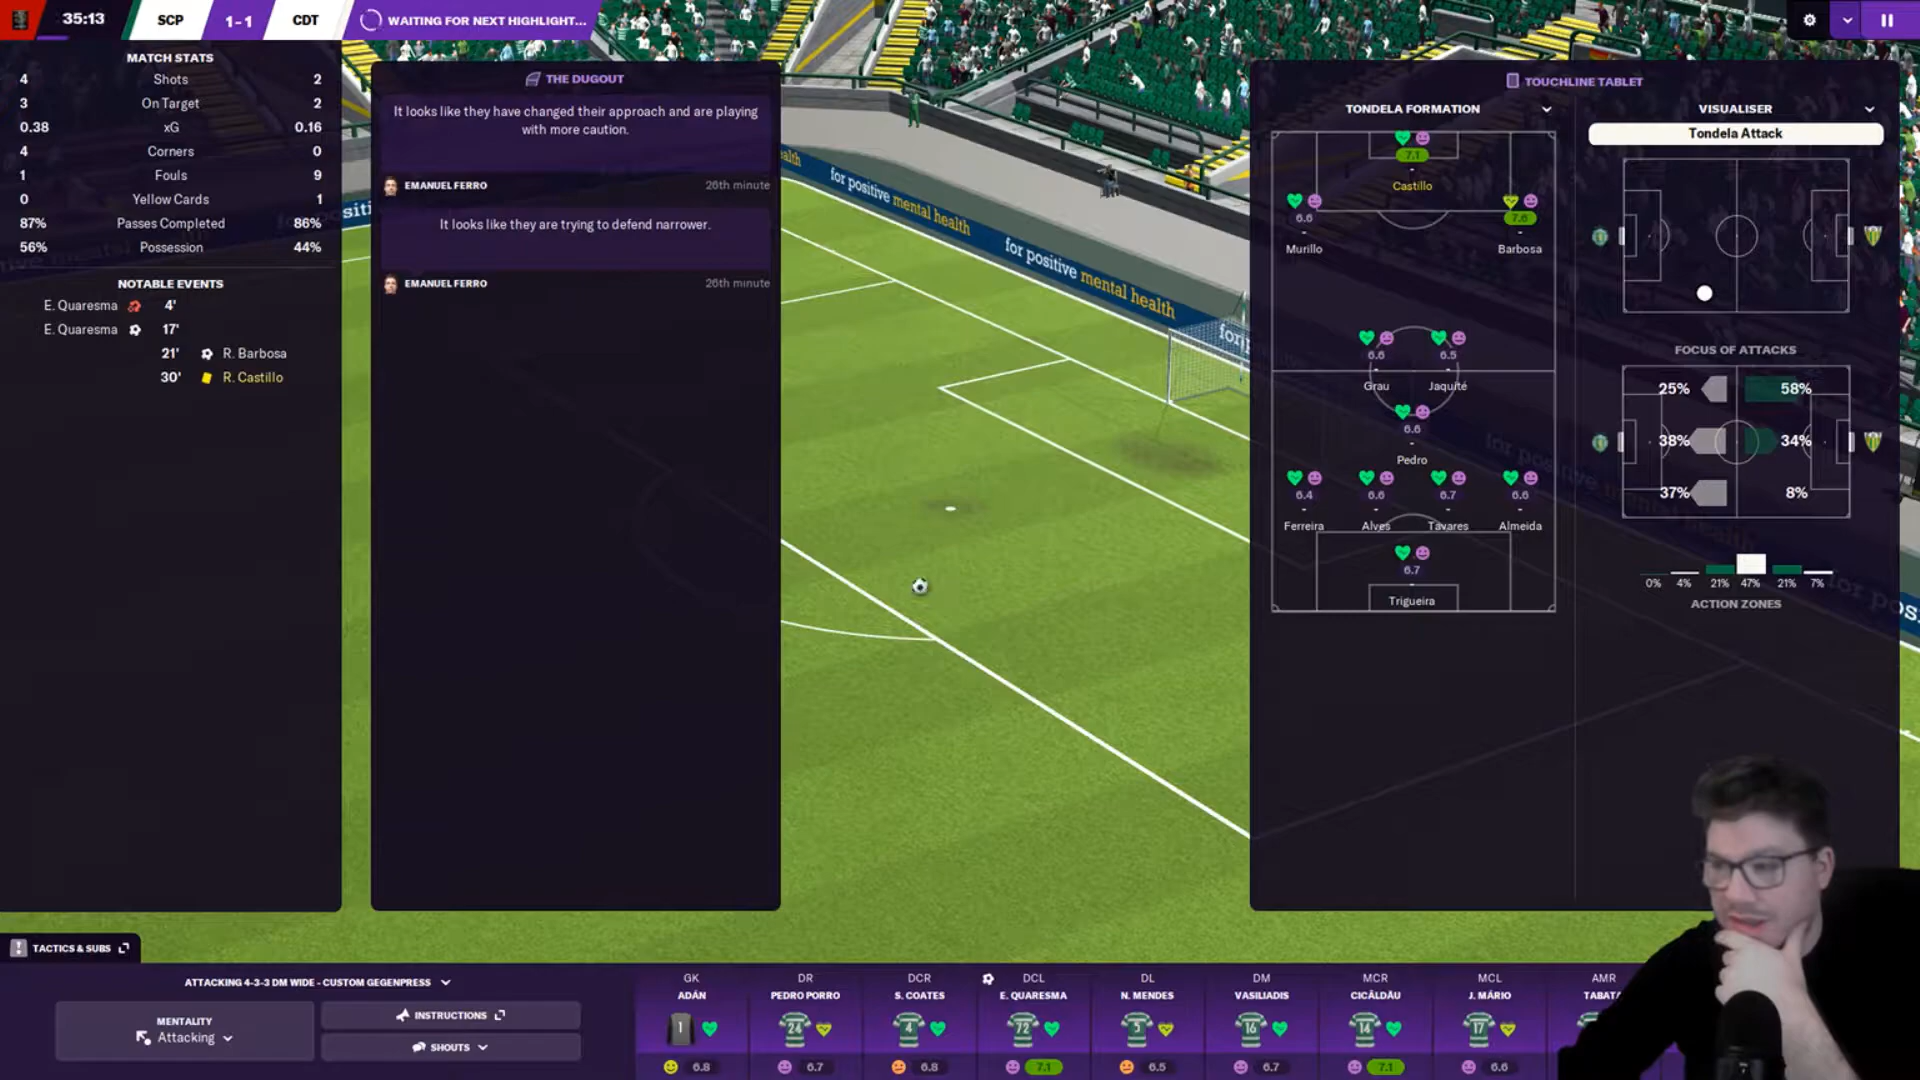 35:13 SCP 1-1 CDT WAITING FOR NEXT HIGHLIGHT...
MATCH STATS
4 Shots 2
3 On Target 2
0.38 xG 0.16
4 Corners 0
1 Fouls 9
0 Yellow Cards 1
87% Passes Completed 86%
56% Possession 44%
NOTABLE EVENTS
E. Quaresma 4'
E. Quaresma 17'
21' R. Barbosa
30' R. Castillo
THE DUGOUT
It looks like they have changed their approach and are playing
with more caution.
EMANUEL FERRO 26th minute
It looks like they are trying to defend narrower.
EMANUEL FERRO 26th minute
for positive mental health
for positive mental health
TOUCHLINE TABLET
TONDELA FORMATION
7.1
Castillo
6.6 7.6
Murillo Barbosa
6.6 6.5
Grau Jaquité
6.6
Pedro
6.4 6.6 6.7 6.6
Ferreira Alves Tavares Almeida
6.7
Trigueira
VISUALISER
Tondela Attack
FOCUS OF ATTACKS
25% 58%
38% 34%
37% 8%
0% 4% 21% 47% 21% 7%
ACTION ZONES
TACTICS & SUBS
ATTACKING 4-3-3 DM WIDE - CUSTOM GEGENPRESS
MENTALITY
Attacking
INSTRUCTIONS
SHOUTS
GK DR DCR DCL DL DM MCR MCL AMR
ADÁN PEDRO PORRO S. COATES E. QUARESMA N. MENDES VASILIADIS CICÂLDĂU J. MÁRIO TABATA
1 24 4 72 5 16 14 17
6.8 6.7 6.8 7.1 6.5 6.7 7.1 6.6